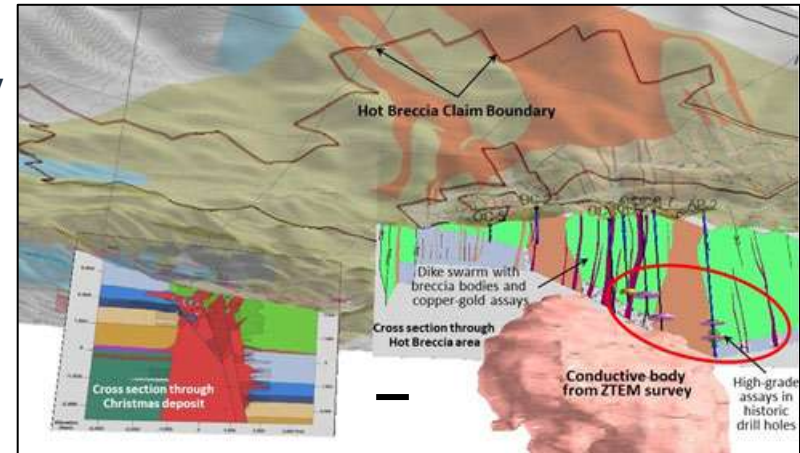 Hot Breccia Claim Boundary
Dike swarm with
breccia bodies and
copper-gold assays
Cross section through
Hot Breccia area
Cross section through
Christmas deposit
Conductive body
from ZTEM survey
High-grade
assays in
historic
drill holes